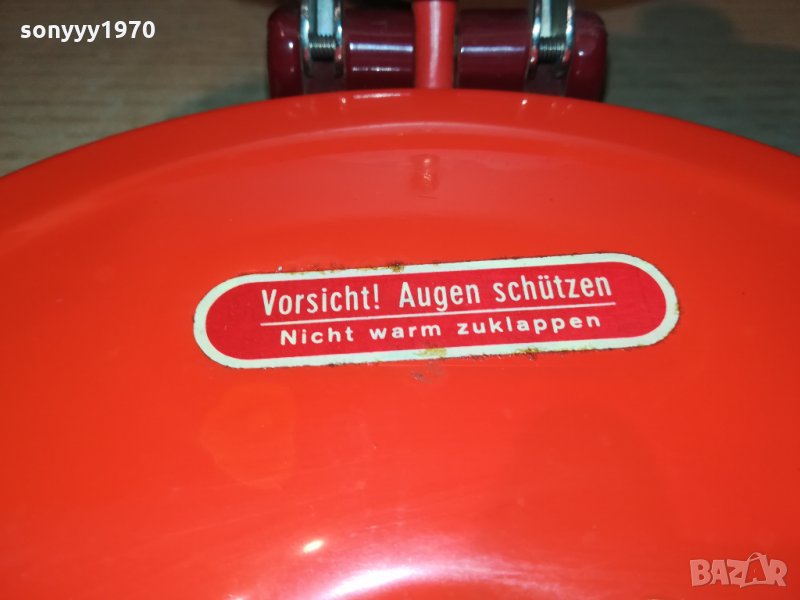 sonyyy1970
Vorsicht! Augen schützen
Nicht warm zuklappen
BAZAR